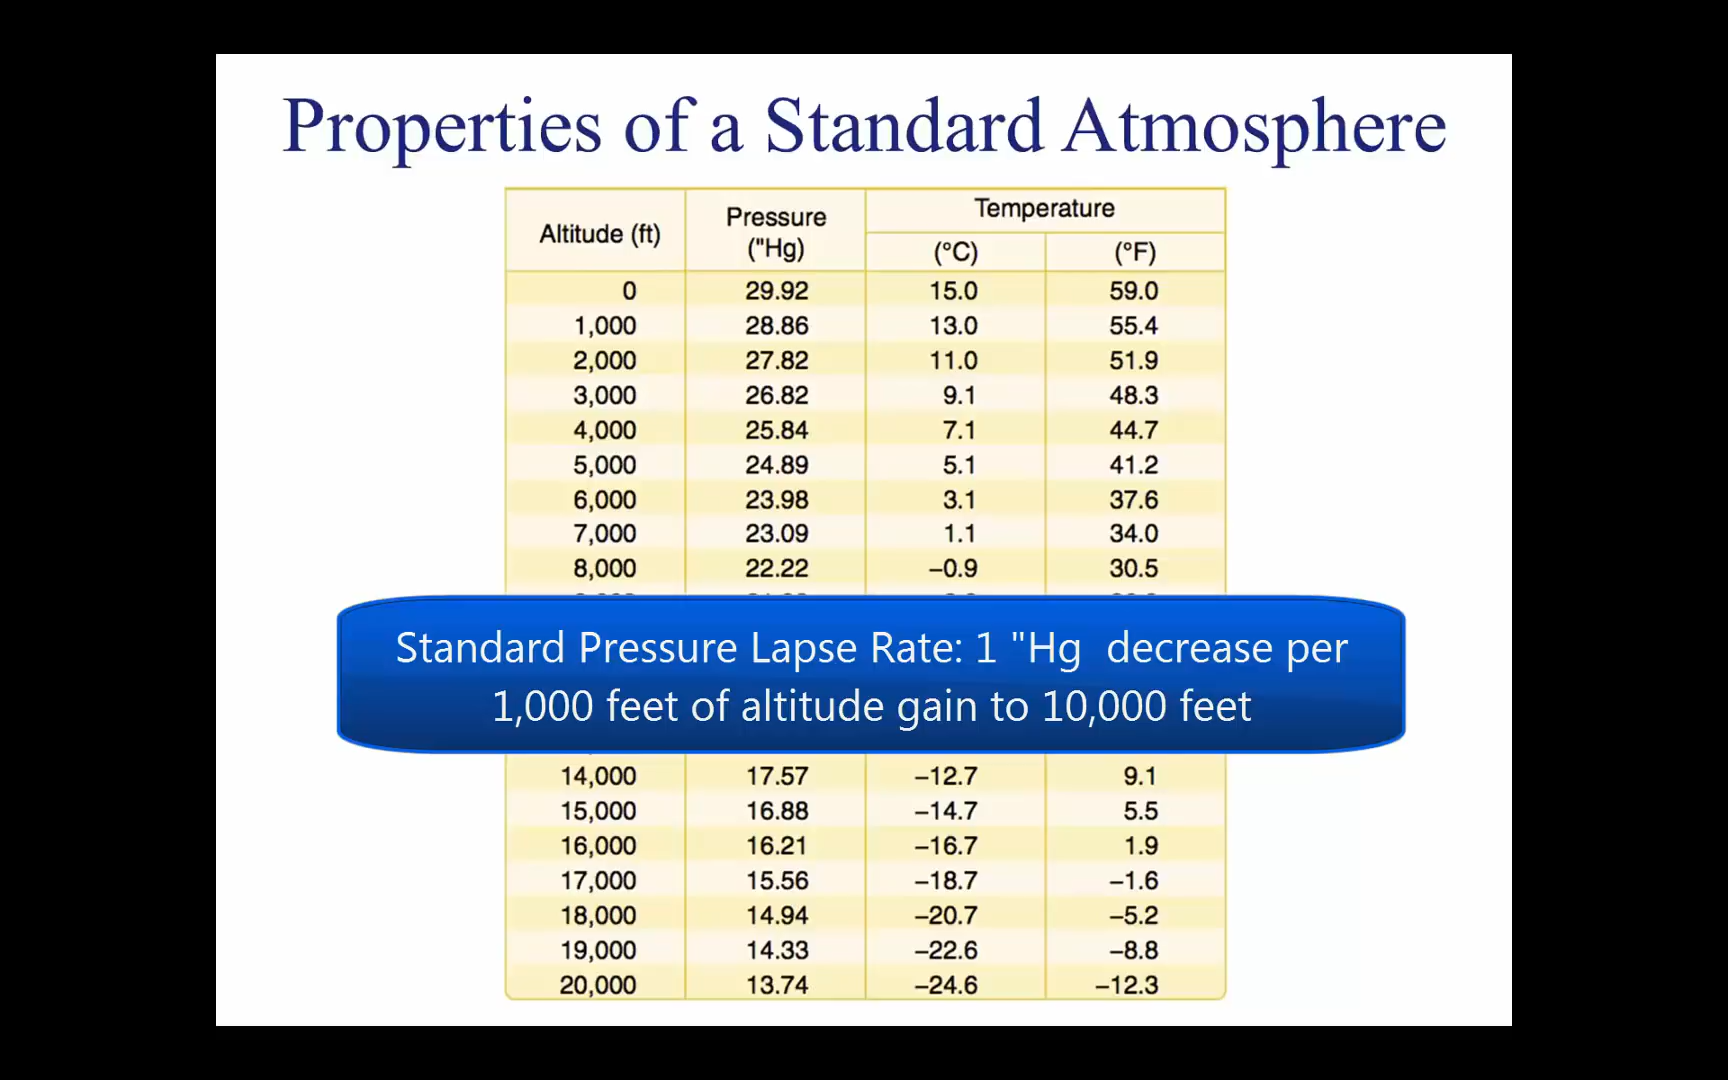 Properties of a Standard Atmosphere
Altitude (ft) Pressure ("Hg) Temperature
(°C) (°F)
0 29.92 15.0 59.0
1,000 28.86 13.0 55.4
2,000 27.82 11.0 51.9
3,000 26.82 9.1 48.3
4,000 25.84 7.1 44.7
5,000 24.89 5.1 41.2
6,000 23.98 3.1 37.6
7,000 23.09 1.1 34.0
8,000 22.22 –0.9 30.5
Standard Pressure Lapse Rate: 1 "Hg decrease per
1,000 feet of altitude gain to 10,000 feet
14,000 17.57 –12.7 9.1
15,000 16.88 –14.7 5.5
16,000 16.21 –16.7 1.9
17,000 15.56 –18.7 –1.6
18,000 14.94 –20.7 –5.2
19,000 14.33 –22.6 –8.8
20,000 13.74 –24.6 –12.3